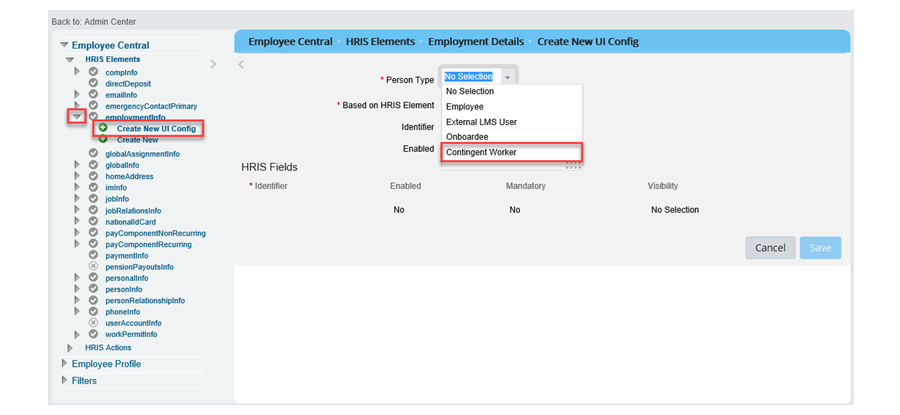 Back to: Admin Center
Employee Central
HRIS Elements
compInfo
directDeposit
emailInfo
emergencyContactPrimary
employmentInfo
Create New UI Config
Create New
globalAssignmentInfo
globalInfo
homeAddress
imInfo
jobInfo
jobRelationsInfo
nationalIdCard
payComponentNonRecurring
payComponentRecurring
paymentInfo
pensionPayoutsInfo
personalInfo
personInfo
personRelationshipInfo
phoneInfo
userAccountInfo
workPermitInfo
HRIS Actions
Employee Profile
Filters
Employee Central HRIS Elements Employment Details Create New UI Config
* Person Type No Selection
No Selection
* Based on HRIS Element Employee
External LMS User
Identifier
Onboardee
Enabled Contingent Worker
HRIS Fields
* Identifier Enabled Mandatory Visibility
No No No Selection
Cancel Save